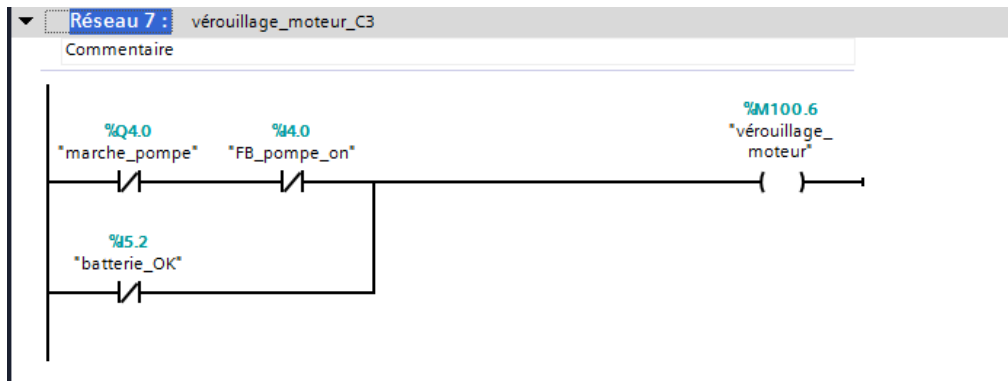 Réseau 7 : vérouillage_moteur_C3
Commentaire
%M100.6
"vérouillage_
moteur"
%Q4.0 %I4.0
"marche_pompe" "FB_pompe_on"
%I5.2
"batterie_OK"